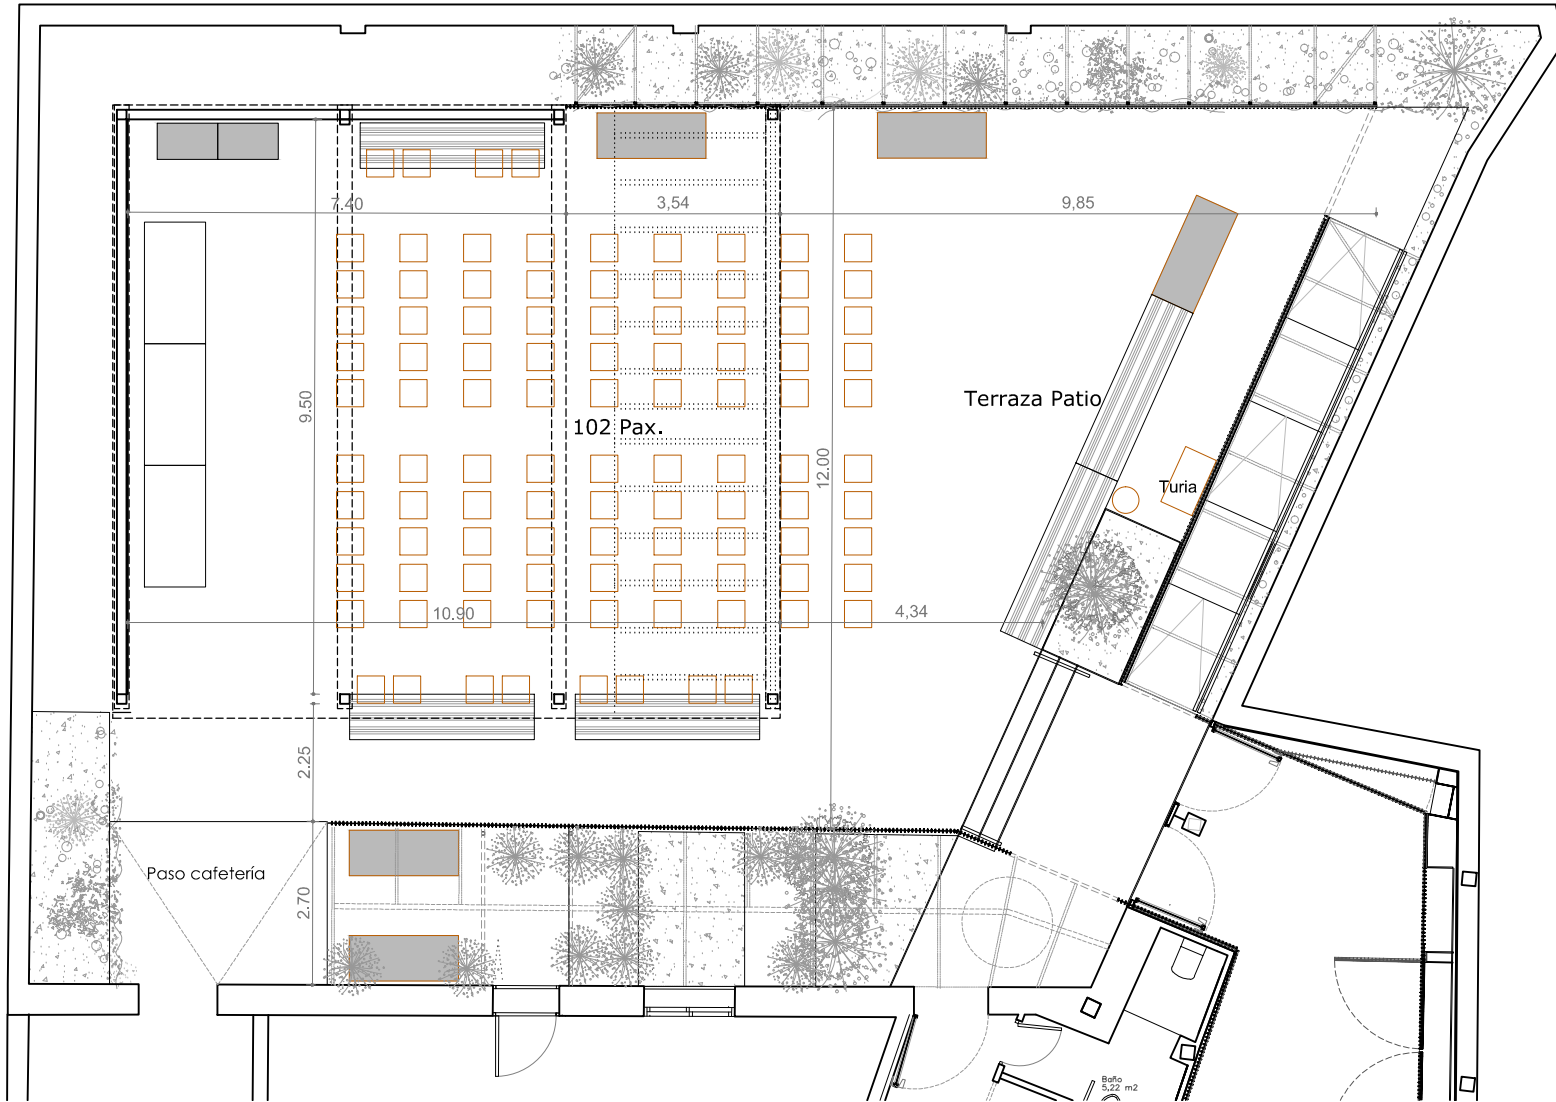 7.40
3,54
9,85
9.50
Terraza Patio
102 Pax.
12.00
Turia
10.90
4,34
2.25
Paso cafetería
2.70
Baño
5,22 m2